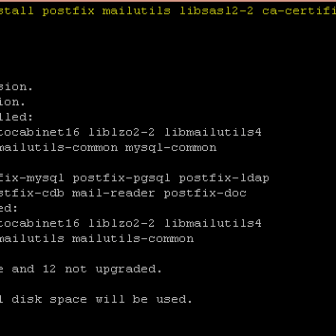 stall postfix mailutils libsasl2-2 ca-certifi
sion.
ion.
lled:
tocabinet16 liblzo2-2 libmailutils4
mailutils-common mysql-common
fix-mysql postfix-pgsql postfix-ldap
stfix-cdb mail-reader postfix-doc
ed:
tocabinet16 liblzo2-2 libmailutils4
mailutils mailutils-common
e and 12 not upgraded.
l disk space will be used.